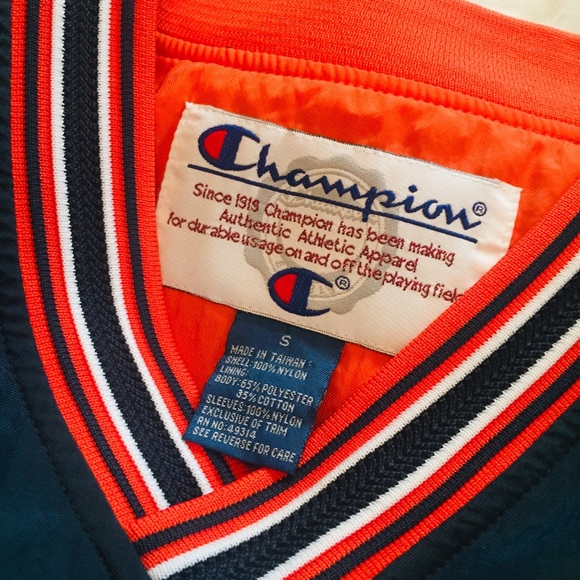 Champion®
Since 1919 Champion has been making
Authentic Athletic Apparel
for durable usage on and off the playing field
C®
S
MADE IN TAIWAN
SHELL: 100% NYLON
LINING:
BODY: 65% POLYESTER
35% COTTON
SLEEVES: 100% NYLON
EXCLUSIVE OF TRIM
RN NO: 49314
SEE REVERSE FOR CARE